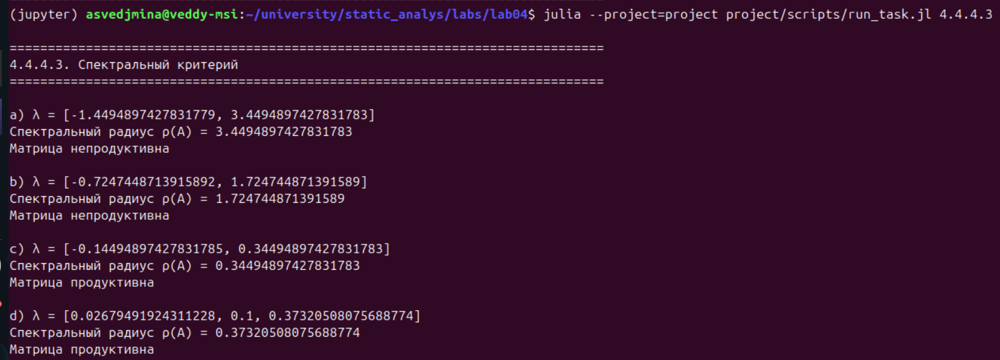 (jupyter) asvedjmina@veddy-msi:~/university/static_analys/labs/lab04$ julia --project=project project/scripts/run_task.jl 4.4.4.3
==============================================================================
4.4.4.3. Спектральный критерий
==============================================================================
a) λ = [-1.4494897427831779, 3.4494897427831783]
Спектральный радиус ρ(A) = 3.4494897427831783
Матрица непродуктивна
b) λ = [-0.7247448713915892, 1.724744871391589]
Спектральный радиус ρ(A) = 1.724744871391589
Матрица непродуктивна
c) λ = [-0.14494897427831785, 0.34494897427831783]
Спектральный радиус ρ(A) = 0.34494897427831783
Матрица продуктивна
d) λ = [0.02679491924311228, 0.1, 0.37320508075688774]
Спектральный радиус ρ(A) = 0.37320508075688774
Матрица продуктивна